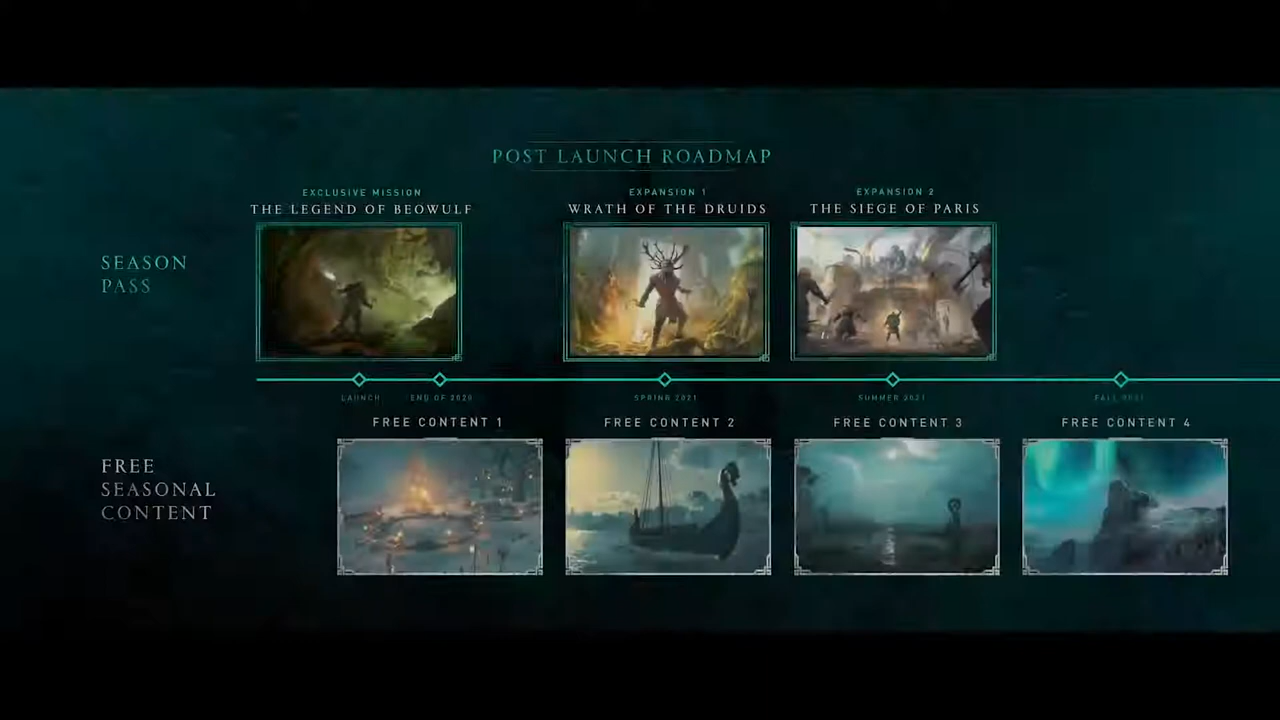 POST LAUNCH ROADMAP
EXCLUSIVE MISSION
THE LEGEND OF BEOWULF
EXPANSION 1
WRATH OF THE DRUIDS
EXPANSION 2
THE SIEGE OF PARIS
SEASON
PASS
LAUNCH
END OF 2020
SPRING 2021
SUMMER 2021
FALL 2021
FREE CONTENT 1
FREE CONTENT 2
FREE CONTENT 3
FREE CONTENT 4
FREE
SEASONAL
CONTENT